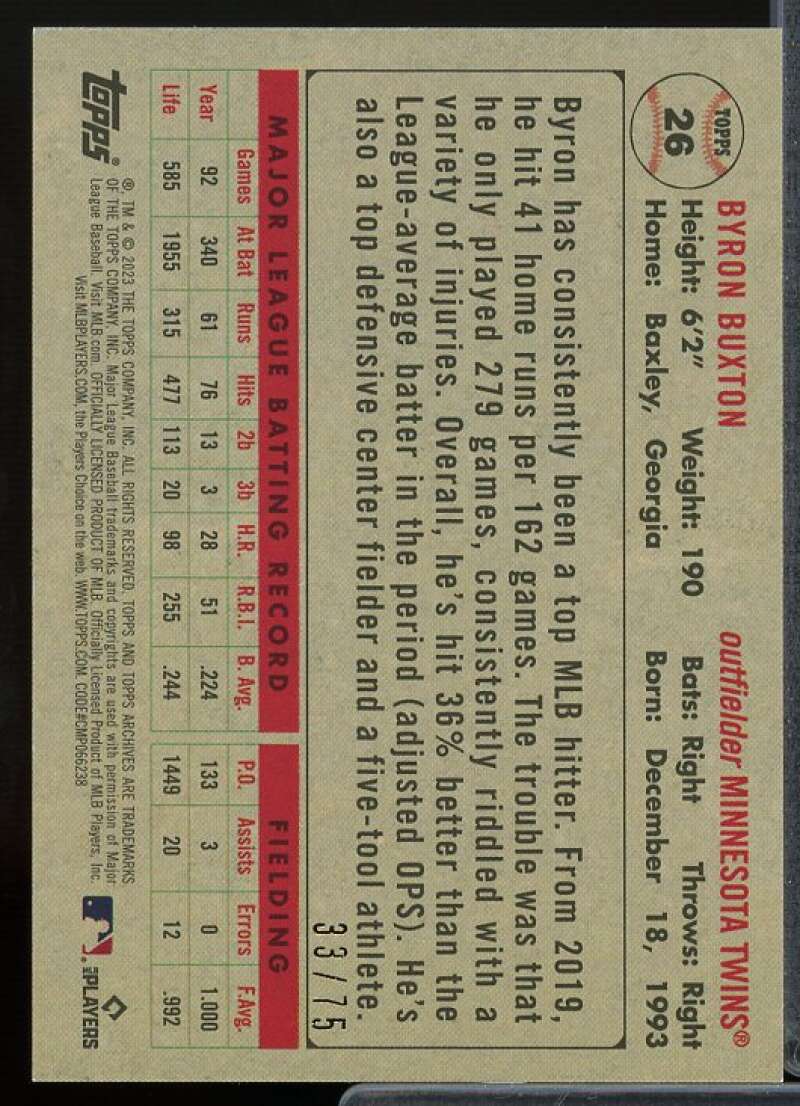 TOPPS
26
BYRON BUXTON outfielder MINNESOTA TWINS®
Height: 6'2" Weight: 190 Bats: Right Throws: Right
Home: Baxley, Georgia Born: December 18, 1993
Byron has consistently been a top MLB hitter. From 2019,
he hit 41 home runs per 162 games. The trouble was that
he only played 279 games, consistently riddled with a
variety of injuries. Overall, he's hit 36% better than the
League-average batter in the period (adjusted OPS). He's
also a top defensive center fielder and a five-tool athlete.
33/75
MAJOR LEAGUE BATTING RECORD FIELDING
Games At Bat Runs Hits 2b 3b H.R. R.B.I. B. Avg. P.O. Assists Errors F.Avg.
Year 92 340 61 76 13 3 28 51 .224 133 3 0 1.000
Life 585 1955 315 477 113 20 98 255 .244 1449 20 12 .992
topps®
®, TM & © 2023 THE TOPPS COMPANY, INC. ALL RIGHTS RESERVED. TOPPS AND TOPPS ARCHIVES ARE TRADEMARKS
OF THE TOPPS COMPANY, INC. Major League Baseball trademarks and copyrights are used with permission of Major
League Baseball. Visit MLB.com. OFFICIALLY LICENSED PRODUCT OF MLB. Officially Licensed Product of MLB Players, Inc.
Visit MLBPLAYERS.COM, the Players Choice on the web. WWW.TOPPS.COM. CODE#CMP066238
MLB PLAYERS